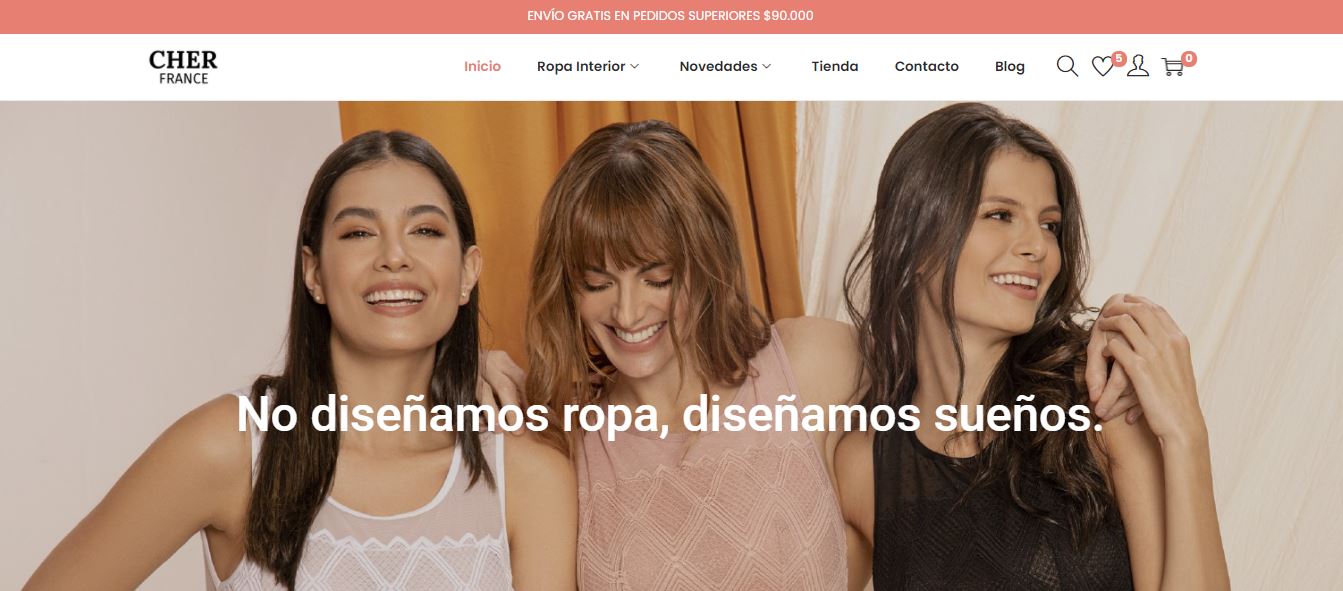 ENVÍO GRATIS EN PEDIDOS SUPERIORES $90.000
CHER
FRANCE
Inicio Ropa Interior Novedades Tienda Contacto Blog 5 0
No diseñamos ropa, diseñamos sueños.